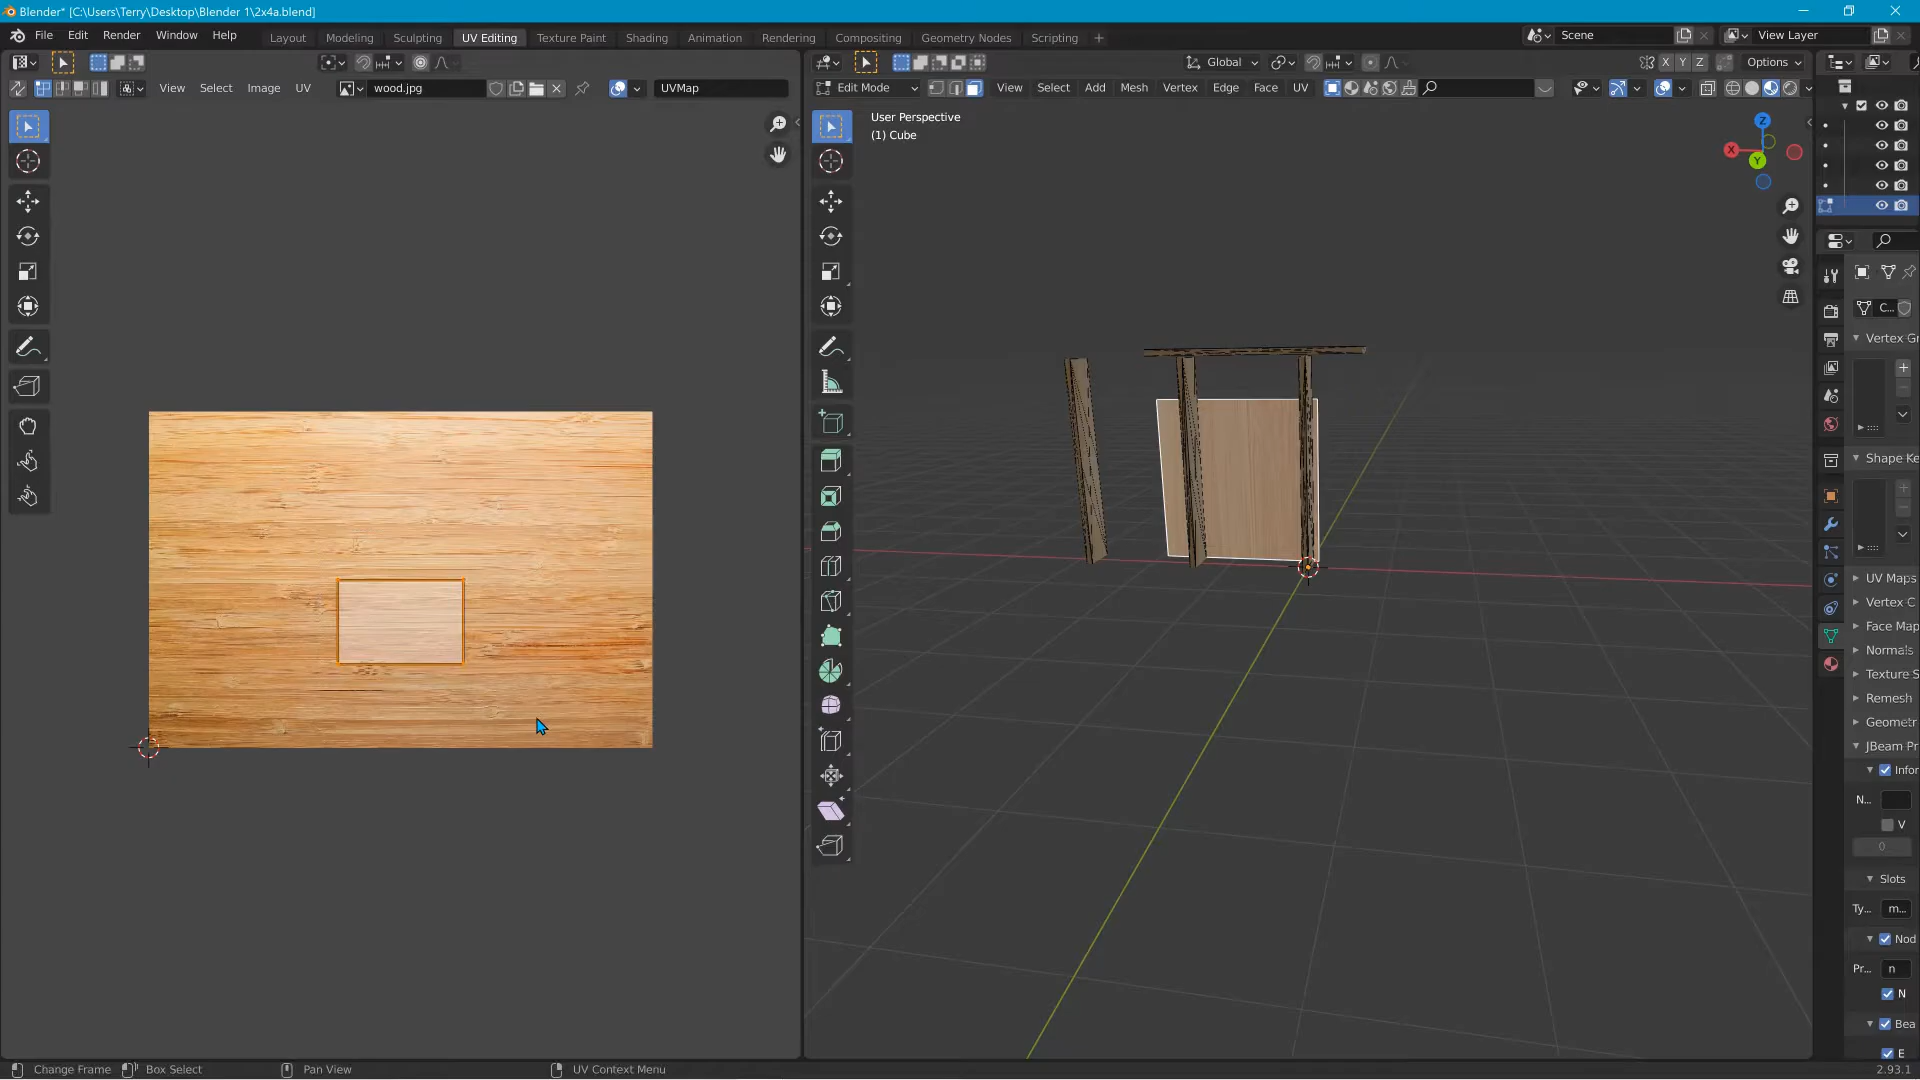 Blender* [C:\Users\Terry\Desktop\Blender 1\2x4a.blend]
File Edit Render Window Help Layout Modeling Sculpting UV Editing Texture Paint Shading Animation Rendering Compositing Geometry Nodes Scripting + Scene View Layer
Global X Y Z Options
View Select Image UV wood.jpg UVMap Edit Mode View Select Add Mesh Vertex Edge Face UV
User Perspective
(1) Cube
Z
X
Y
C...
Vertex Gr
Shape Ke
UV Maps
Vertex C
Face Map
Normals
Texture S
Remesh
Geometr
JBeam Pr
Infor
N...
V
0
Slots
Ty... m...
Nod
Pr... n
N
Bea
E
Change Frame Box Select Pan View UV Context Menu 2.93.1